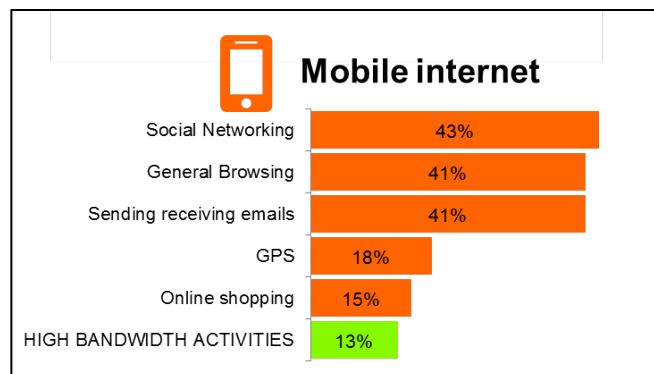 Mobile internet
Social Networking 43%
General Browsing 41%
Sending receiving emails 41%
GPS 18%
Online shopping 15%
HIGH BANDWIDTH ACTIVITIES 13%